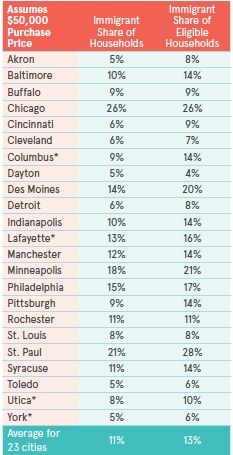 Assumes $50,000 Purchase Price | Immigrant Share of Households | Immigrant Share of Eligible Households
Akron 5% 8%
Baltimore 10% 14%
Buffalo 9% 9%
Chicago 26% 26%
Cincinnati 6% 9%
Cleveland 6% 7%
Columbus* 9% 14%
Dayton 5% 4%
Des Moines 14% 20%
Detroit 6% 8%
Indianapolis 10% 14%
Lafayette* 13% 16%
Manchester 12% 14%
Minneapolis 18% 21%
Philadelphia 15% 17%
Pittsburgh 9% 14%
Rochester 11% 11%
St. Louis 8% 8%
St. Paul 21% 28%
Syracuse 11% 14%
Toledo 5% 6%
Utica* 8% 10%
York* 5% 6%
Average for 23 cities 11% 13%